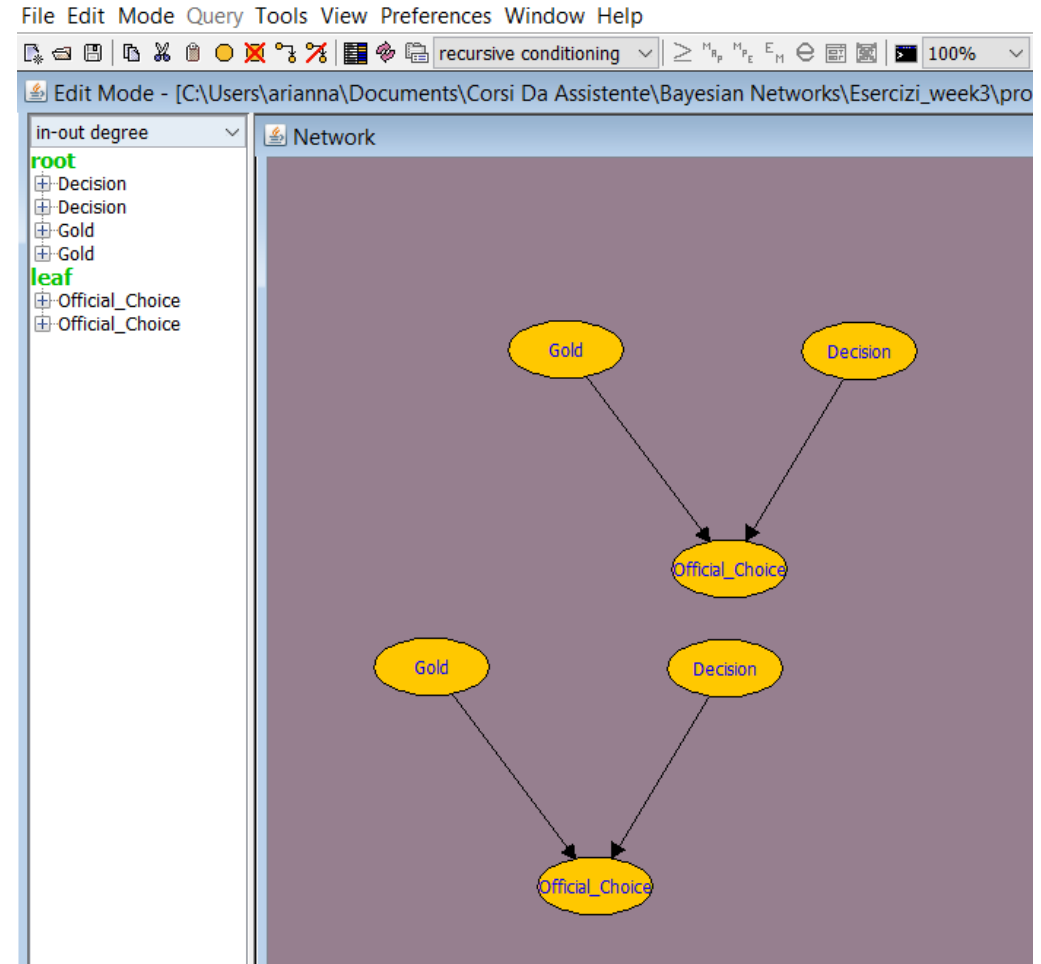 File Edit Mode Query Tools View Preferences Window Help
recursive conditioning 100%
Edit Mode - [C:\Users\arianna\Documents\Corsi Da Assistente\Bayesian Networks\Esercizi_week3\pro
in-out degree
Network
root
Decision
Decision
Gold
Gold
leaf
Official_Choice
Official_Choice
Gold Decision
Official_Choice
Gold Decision
Official_Choice